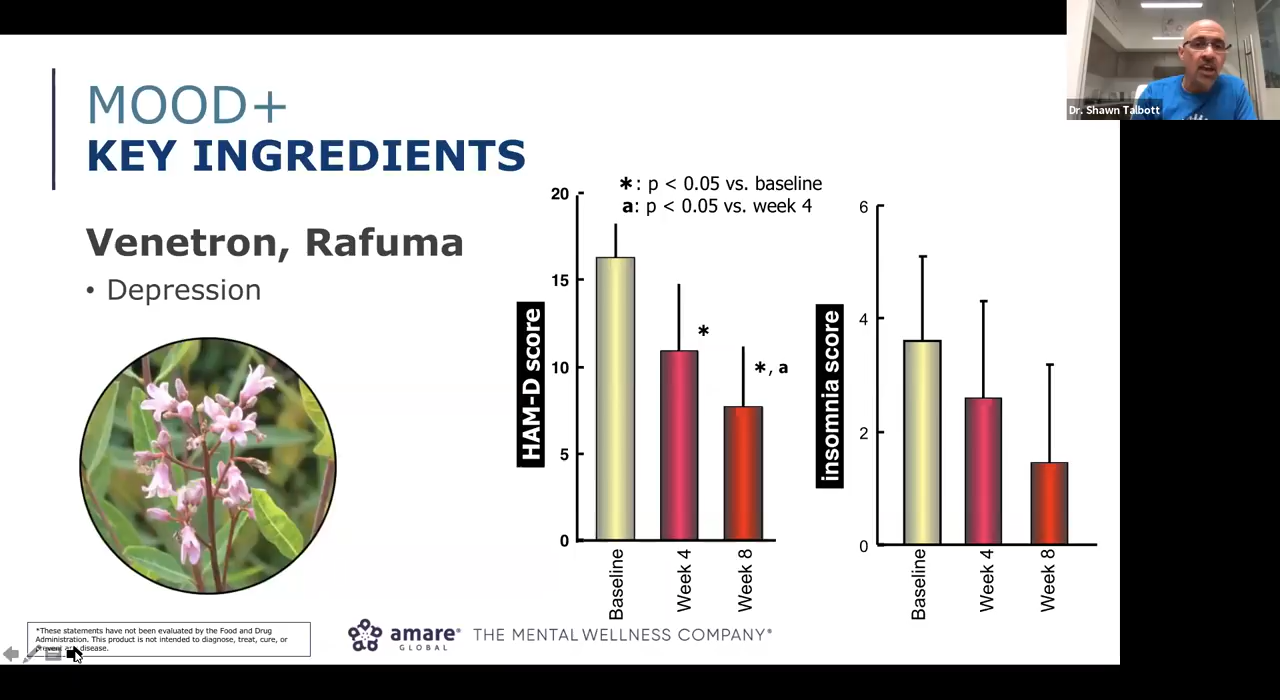 Dr. Shawn Talbott
MOOD+
KEY INGREDIENTS
Venetron, Rafuma
• Depression
*: p < 0.05 vs. baseline
a: p < 0.05 vs. week 4
HAM-D score
20
15
10
5
0
*
*, a
Baseline
Week 4
Week 8
insomnia score
6
4
2
0
Baseline
Week 4
Week 8
*These statements have not been evaluated by the Food and Drug
Administration. This product is not intended to diagnose, treat, cure, or
disease.
amare®
GLOBAL
THE MENTAL WELLNESS COMPANY®